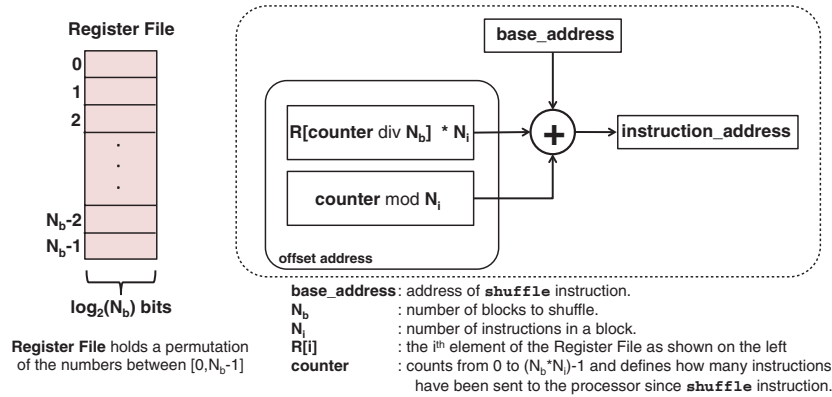 Register File
0
1
2
.
.
.
N_b-2
N_b-1
log_2(N_b) bits
Register File holds a permutation
of the numbers between [0,N_b-1]
base_address
R[counter div N_b] * N_i
+
instruction_address
counter mod N_i
offset address
base_address : address of shuffle instruction.
N_b : number of blocks to shuffle.
N_i : number of instructions in a block.
R[i] : the i^th element of the Register File as shown on the left
counter : counts from 0 to (N_b*N_i)-1 and defines how many instructions
have been sent to the processor since shuffle instruction.